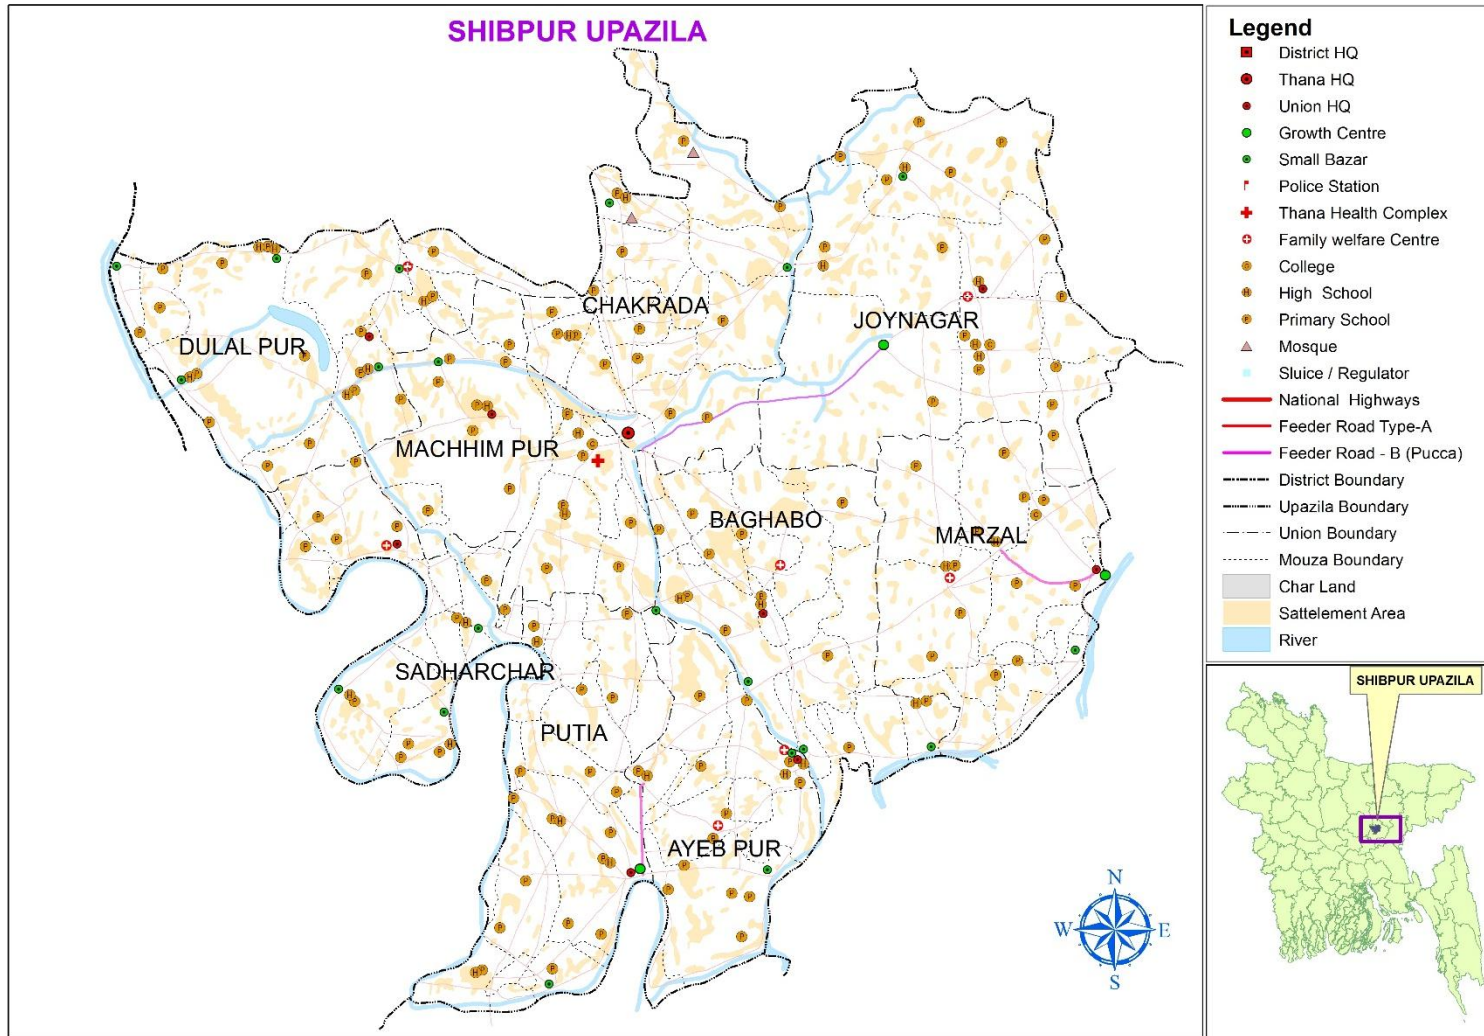 SHIBPUR UPAZILA
CHAKRADA
JOYNAGAR
DULAL PUR
MACHHIM PUR
BAGHABO
MARZAL
SADHARCHAR
PUTIA
AYEB PUR
N
W E
S
Legend
District HQ
Thana HQ
Union HQ
Growth Centre
Small Bazar
Police Station
Thana Health Complex
Family welfare Centre
College
High School
Primary School
Mosque
Sluice / Regulator
National Highways
Feeder Road Type-A
Feeder Road - B (Pucca)
District Boundary
Upazila Boundary
Union Boundary
Mouza Boundary
Char Land
Sattelement Area
River
SHIBPUR UPAZILA